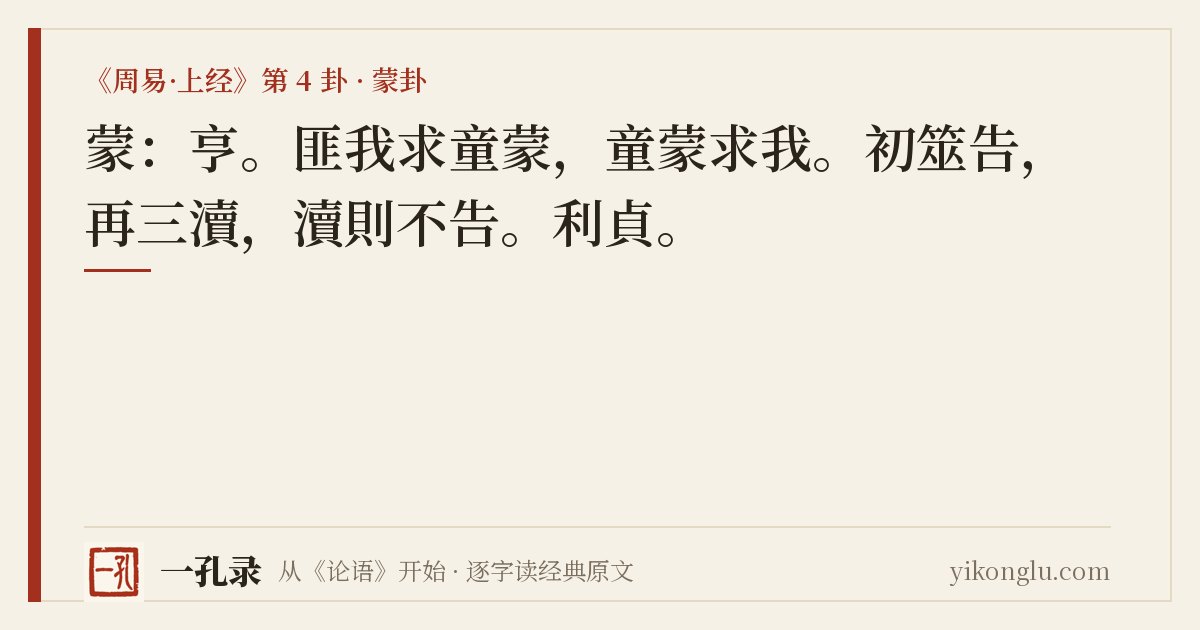 《周易·上经》第 4 卦 · 蒙卦
蒙：亨。匪我求童蒙，童蒙求我。初筮告，
再三瀆，瀆則不告。利貞。
一孔
一孔录 从《论语》开始 · 逐字读经典原文 yikonglu.com